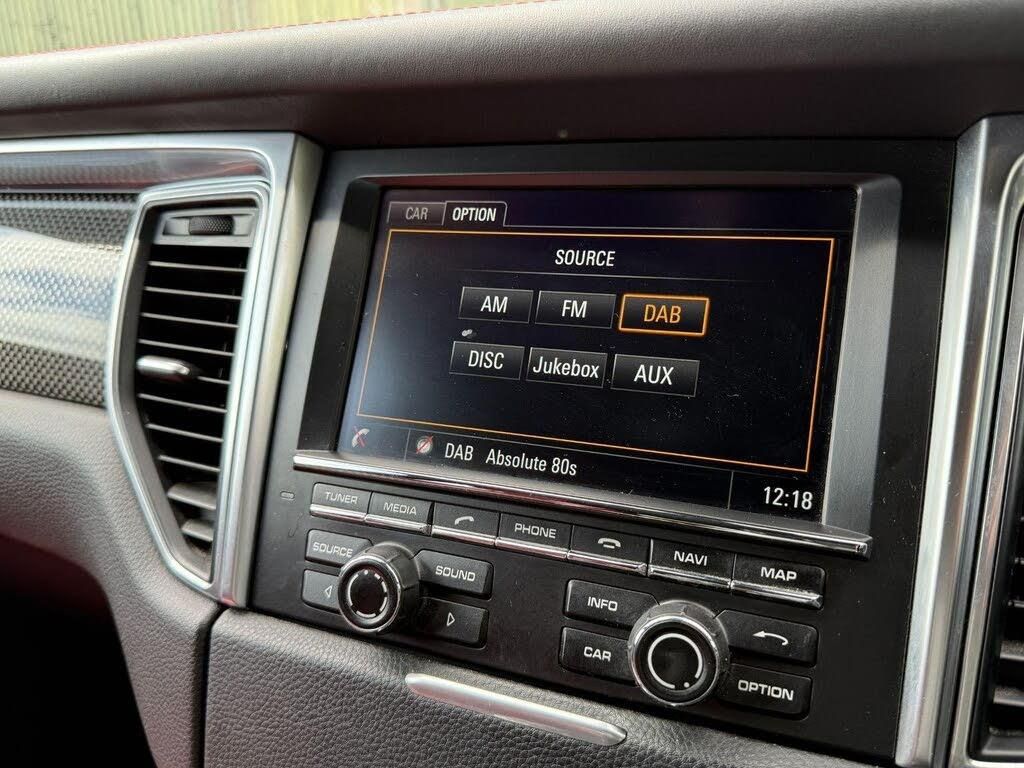 CAR OPTION
SOURCE
AM FM DAB
DISC Jukebox AUX
DAB Absolute 80s
12:18
TUNER MEDIA PHONE NAVI MAP
SOURCE SOUND INFO
CAR OPTION